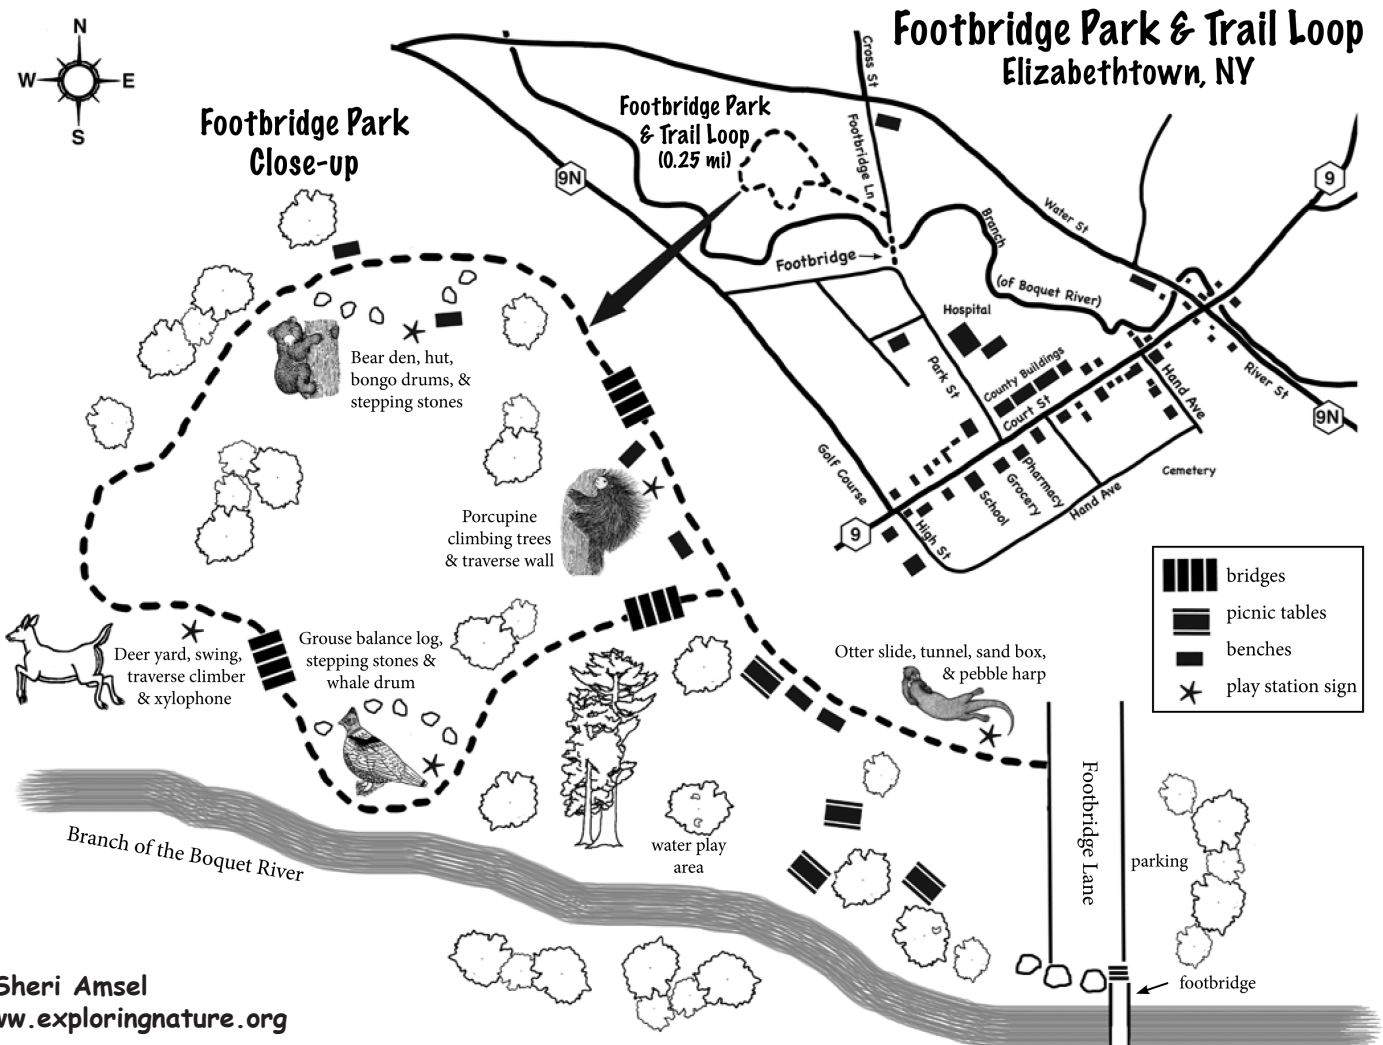 Footbridge Park & Trail Loop
Elizabethtown, NY
N
W
E
S
Footbridge Park
Close-up
Footbridge Park
& Trail Loop
(0.25 mi)
Cross St
Footbridge Ln
9N
9
Water St
Branch
(of Boquet River)
Footbridge
Hospital
Park St
County Buildings
Court St
Hand Ave
River St
9N
Golf Course
Cemetery
Pharmacy
Grocery
School
Hand Ave
High St
9
Bear den, hut,
bongo drums, &
stepping stones
Porcupine
climbing trees
& traverse wall
Deer yard, swing,
traverse climber
& xylophone
Grouse balance log,
stepping stones &
whale drum
Otter slide, tunnel, sand box,
& pebble harp
bridges
picnic tables
benches
play station sign
water play
area
Branch of the Boquet River
Footbridge Lane
parking
footbridge
Sheri Amsel
ww.exploringnature.org